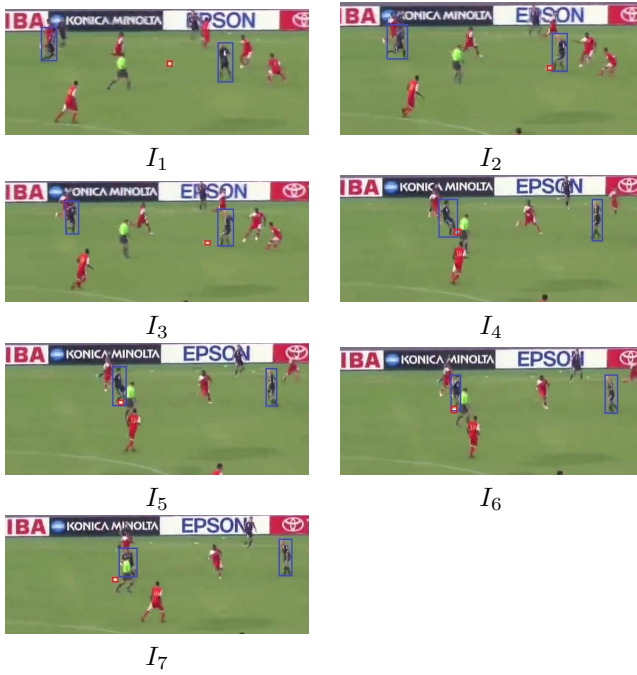 IBA KONICA MINOLTA EPSON
IBA KONICA MINOLTA EPSON
I1
I2
IBA KONICA MINOLTA EPSON
IBA KONICA MINOLTA EPSON
I3
I4
IBA KONICA MINOLTA EPSON
IBA KONICA MINOLTA EPSON
I5
I6
IBA KONICA MINOLTA EPSON
I7